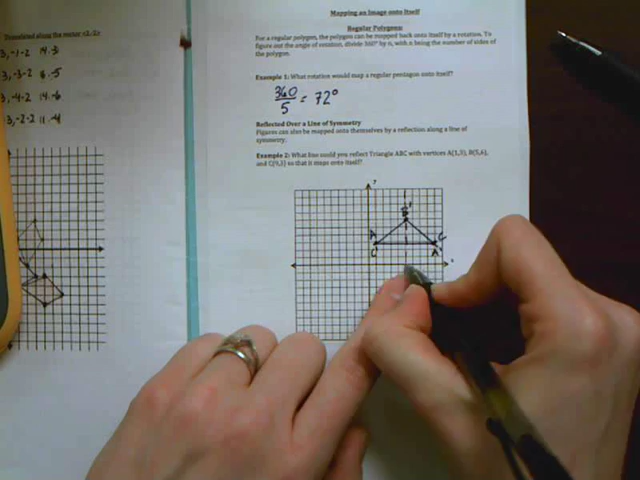 Translated along the vector <2,-2>
3, -1-2 14-3
3, -3-2 6.-5
3, -4-2 14-6
+3, -2-2 11.-4
Mapping an Image onto Itself
Regular Polygons:
For a regular polygon, the polygon can be mapped back onto itself by a rotation. To
figure out the angle of rotation, divide 360° by n, with n being the number of sides of
the polygon.
Example 1: What rotation would map a regular pentagon onto itself?
360/5 = 72°
Reflected Over a Line of Symmetry
Figures can also be mapped onto themselves by a reflection along a line of
symmetry.
Example 2: What line could you reflect Triangle ABC with vertices A(1,3), B(5,6),
and C(9,3) so that it maps onto itself?